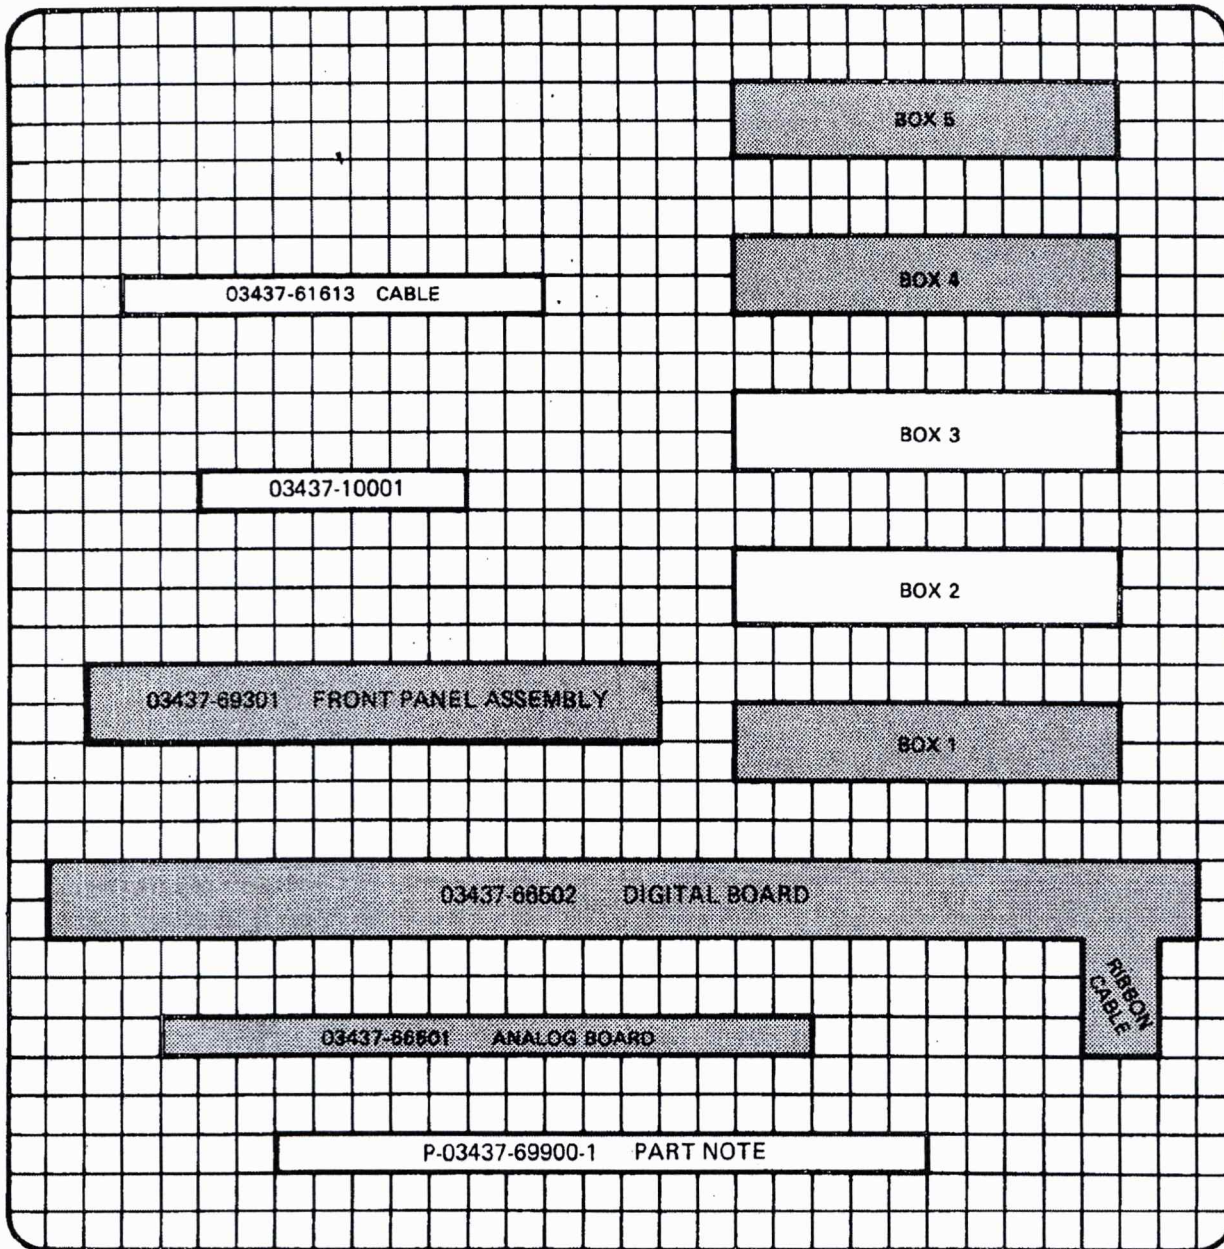 BOX 5
BOX 4
03437-61613 CABLE
BOX 3
03437-10001
BOX 2
03437-69301 FRONT PANEL ASSEMBLY
BOX 1
03437-66502 DIGITAL BOARD
RIBBON
CABLE
03437-66501 ANALOG BOARD
P-03437-69900-1 PART NOTE